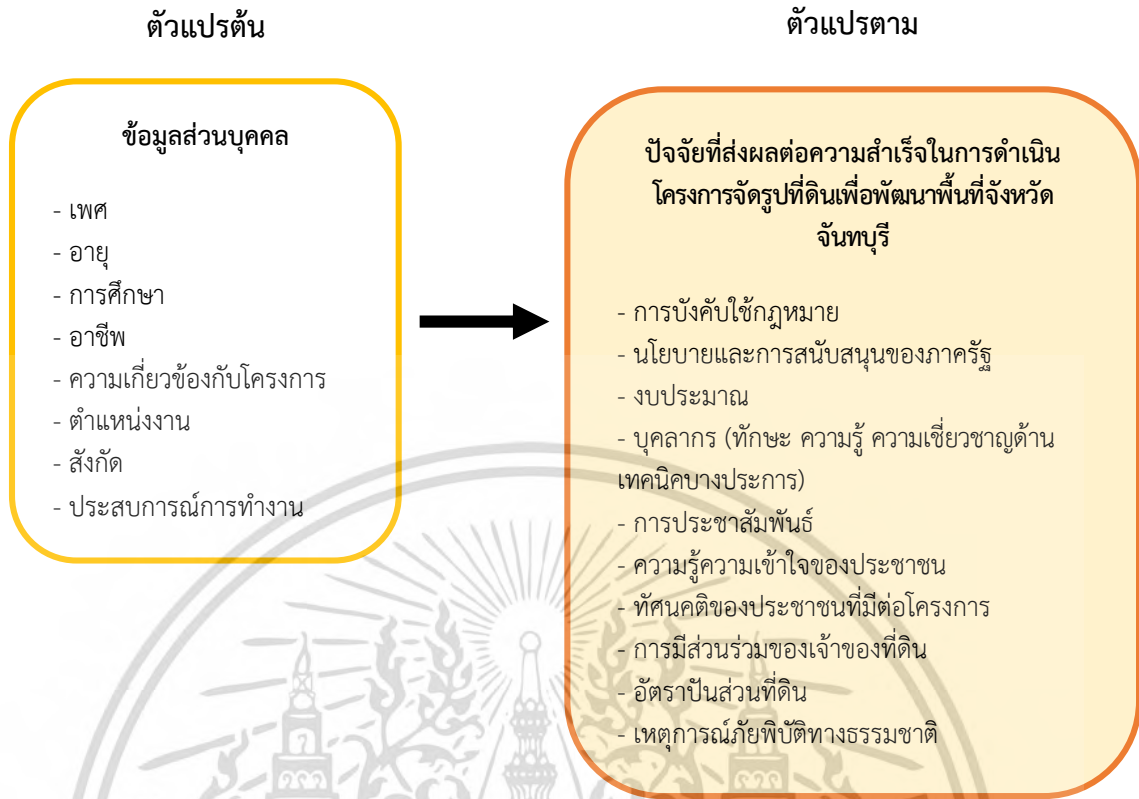 ตัวแปรต้น
ข้อมูลส่วนบุคคล
- เพศ
- อายุ
- การศึกษา
- อาชีพ
- ความเกี่ยวข้องกับโครงการ
- ตำแหน่งงาน
- สังกัด
- ประสบการณ์การทำงาน
ตัวแปรตาม
ปัจจัยที่ส่งผลต่อความสำเร็จในการดำเนิน
โครงการจัดรูปที่ดินเพื่อพัฒนาพื้นที่จังหวัด
จันทบุรี
- การบังคับใช้กฎหมาย
- นโยบายและการสนับสนุนของภาครัฐ
- งบประมาณ
- บุคลากร (ทักษะ ความรู้ ความเชี่ยวชาญด้าน
เทคนิคบางประการ)
- การประชาสัมพันธ์
- ความรู้ความเข้าใจของประชาชน
- ทัศนคติของประชาชนที่มีต่อโครงการ
- การมีส่วนร่วมของเจ้าของที่ดิน
- อัตราปันส่วนที่ดิน
- เหตุการณ์ภัยพิบัติทางธรรมชาติ